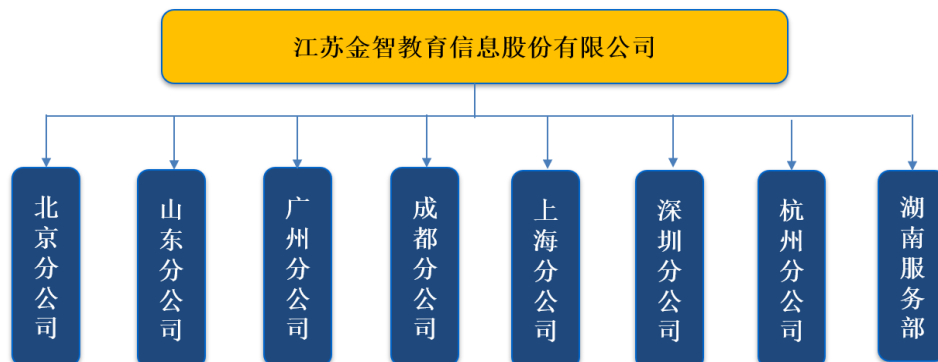 江苏金智教育信息股份有限公司
北京分公司
山东分公司
广州分公司
成都分公司
上海分公司
深圳分公司
杭州分公司
湖南服务部